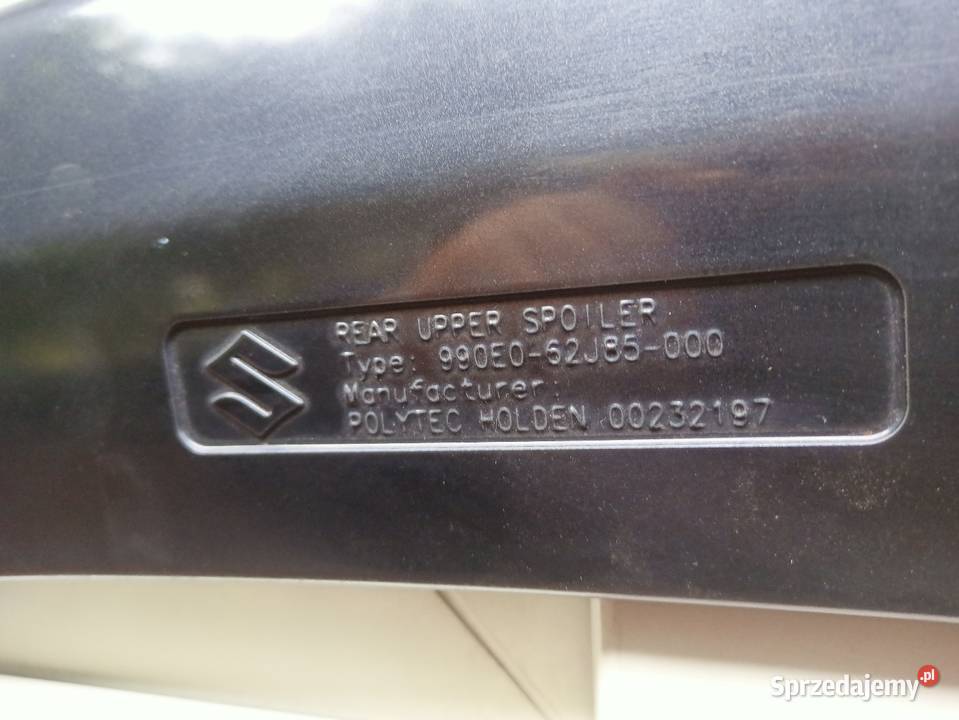 REAR UPPER SPOILER
Type: 990E0-62J85-000
Manufacturer:
POLYTEC HOLDEN 00232197
Sprzedajemy.pl